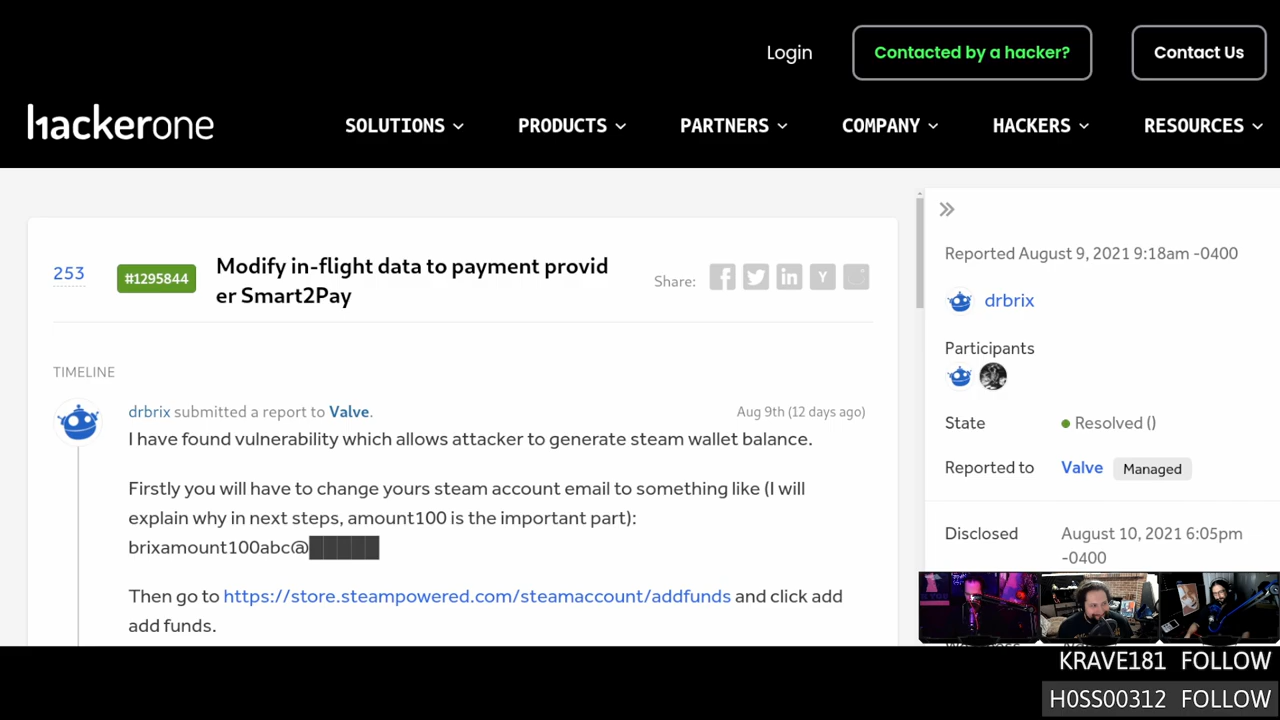 Login
Contacted by a hacker?
Contact Us
hackerone
SOLUTIONS
PRODUCTS
PARTNERS
COMPANY
HACKERS
RESOURCES
253
#1295844
Modify in-flight data to payment provid
er Smart2Pay
Share:
TIMELINE
drbrix submitted a report to Valve.
Aug 9th (12 days ago)
I have found vulnerability which allows attacker to generate steam wallet balance.
Firstly you will have to change yours steam account email to something like (I will
explain why in next steps, amount100 is the important part):
brixamount100abc@█████
Then go to https://store.steampowered.com/steamaccount/addfunds and click add
add funds.
Reported August 9, 2021 9:18am -0400
drbrix
Participants
State
Resolved ()
Reported to
Valve
Managed
Disclosed
August 10, 2021 6:05pm
-0400
KRAVE181 FOLLOW
H0SS00312 FOLLOW